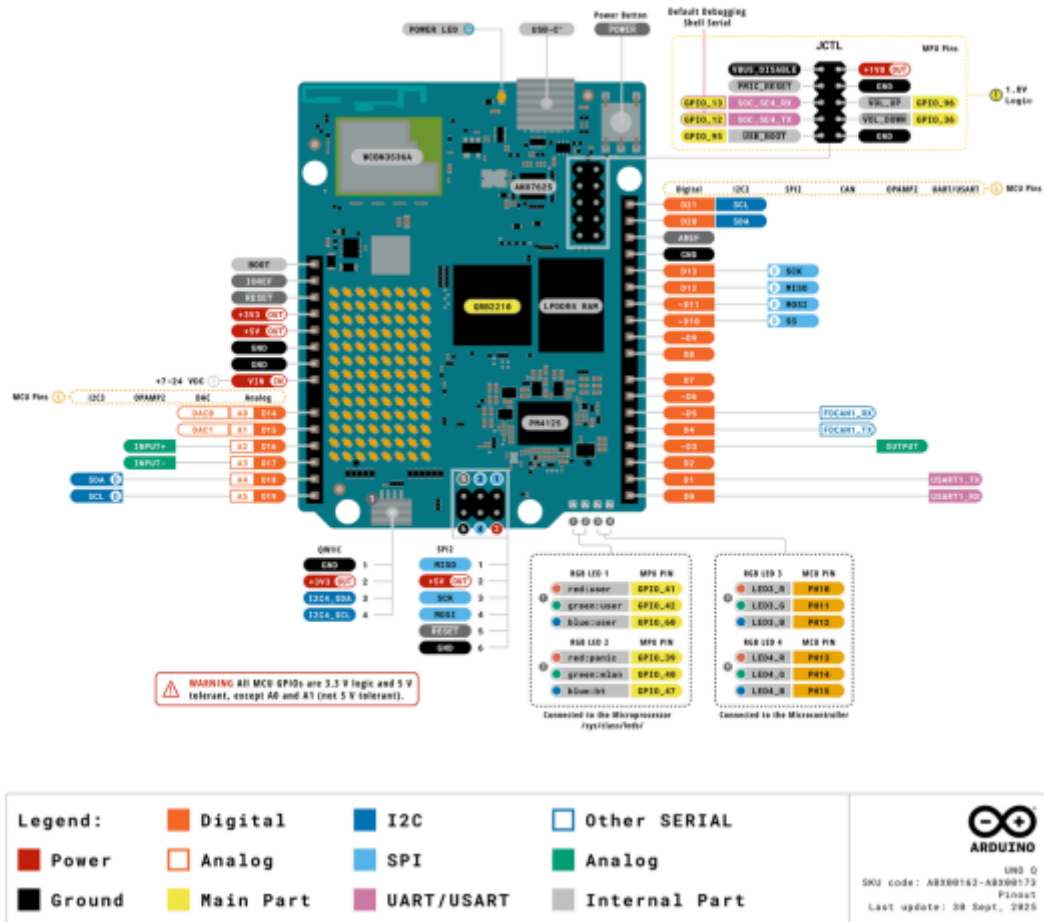 POWER LED
USB-C®
Power Button
POWER
Default Debugging
Shell Serial
JCTL
MPU Pins
VBUS_DISABLE
+1V8 OUT
PMIC_RESET
GND
GPIO_13 SOC_SE4_RX
VOL_UP GPIO_96
GPIO_12 SOC_SE4_TX
VOL_DOWN GPIO_36
GPIO_95 USB_BOOT
GND
1.8V
Logic
WCBN3536A
ANX7625
QRB2210
LPDDR4 RAM
PM4125
Digital I2C2 SPI2 CAN OPAMP2 UART/USART
MCU Pins
D21 SCL
D20 SDA
AREF
GND
D13 SCK
D12 MISO
~D11 MOSI
~D10 SS
~D9
D8
D7
~D6
~D5 FDCAN1_RX
D4 FDCAN1_TX
~D3 OUTPUT
D2
D1 USART1_TX
D0 USART1_RX
BOOT
IOREF
RESET
+3V3 OUT
+5V OUT
GND
GND
+7-24 VDC VIN IN
MCU Pins
I2C3 OPAMP2 DAC Analog
DAC0 A0 D14
DAC1 A1 D15
INPUT+ A2 D16
INPUT- A3 D17
SDA A4 D18
SCL A5 D19
QWIIC
GND 1
+3V3 OUT 2
I2C4_SDA 3
I2C4_SCL 4
SPI2
MISO 1
+5V OUT 2
SCK 3
MOSI 4
RESET 5
GND 6
RGB LED 1 MPU PIN
red:user GPIO_41
green:user GPIO_42
blue:user GPIO_60
RGB LED 2 MPU PIN
red:panic GPIO_39
green:wlan GPIO_40
blue:bt GPIO_47
Connected to the Microprocessor
/sys/class/leds/
RGB LED 3 MCU PIN
LED3_R PH10
LED3_G PH11
LED3_B PH12
RGB LED 4 MCU PIN
LED4_R PH13
LED4_G PH14
LED4_B PH15
Connected to the Microcontroller
WARNING All MCU GPIOs are 3.3 V logic and 5 V
tolerant, except A0 and A1 (not 5 V tolerant).
Legend:
Digital
I2C
Other SERIAL
Power
Analog
SPI
Analog
Ground
Main Part
UART/USART
Internal Part
ARDUINO
UNO Q
SKU code: ABX00162-ABX00173
Pinout
Last update: 30 Sept, 2025